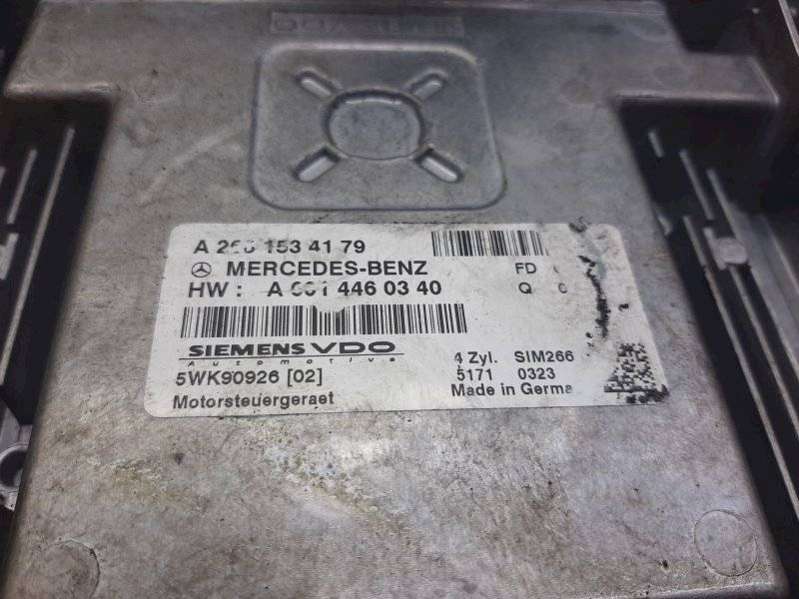 A 153 41 79
MERCEDES-BENZ FD
HW : A 446 03 40 Q
SIEMENS VDO
Automotive
4 Zyl. SIM266
5WK90926 [02]
5171 0323
Motorsteuergeraet
Made in Germa